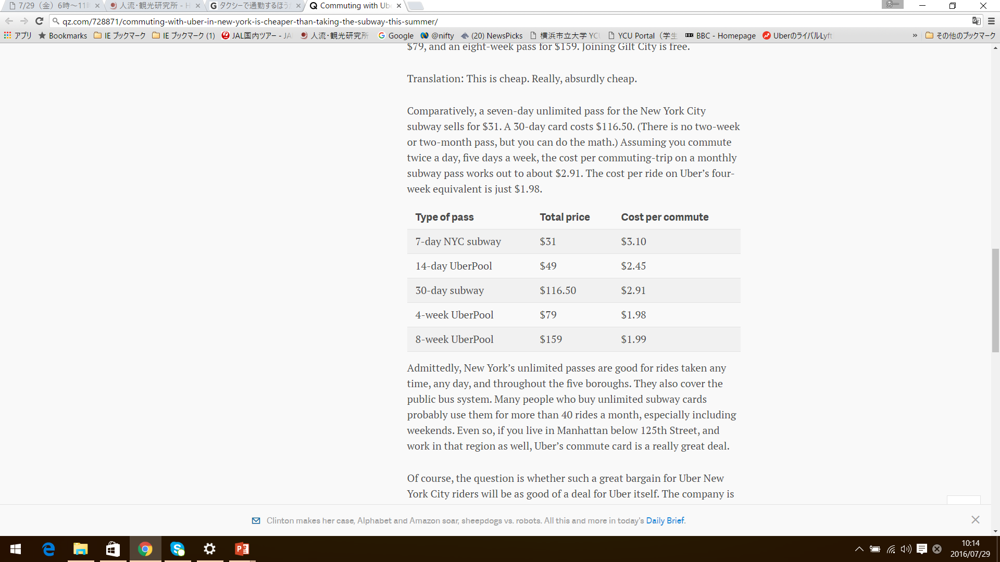 7/29（金）6時～11時
人流・観光研究所 - H
タクシーで通勤するほうが
Commuting with Ub
秀一
qz.com/728871/commuting-with-uber-in-new-york-is-cheaper-than-taking-the-subway-this-summer/
アプリ Bookmarks IE ブックマーク IE ブックマーク (1) JAL国内ツアー - JA 人流・観光研究所 Google @nifty (20) NewsPicks 横浜市立大学 YCU YCU Portal（学生 BBC - Homepage UberのライバルLyft » その他のブックマーク
$79, and an eight-week pass for $159. Joining Gilt City is free.
Translation: This is cheap. Really, absurdly cheap.
Comparatively, a seven-day unlimited pass for the New York City
subway sells for $31. A 30-day card costs $116.50. (There is no two-week
or two-month pass, but you can do the math.) Assuming you commute
twice a day, five days a week, the cost per commuting-trip on a monthly
subway pass works out to about $2.91. The cost per ride on Uber’s four-
week equivalent is just $1.98.
Type of pass Total price Cost per commute
7-day NYC subway $31 $3.10
14-day UberPool $49 $2.45
30-day subway $116.50 $2.91
4-week UberPool $79 $1.98
8-week UberPool $159 $1.99
Admittedly, New York’s unlimited passes are good for rides taken any
time, any day, and throughout the five boroughs. They also cover the
public bus system. Many people who buy unlimited subway cards
probably use them for more than 40 rides a month, especially including
weekends. Even so, if you live in Manhattan below 125th Street, and
work in that region as well, Uber’s commute card is a really great deal.
Of course, the question is whether such a great bargain for Uber New
York City riders will be as good of a deal for Uber itself. The company is
Clinton makes her case, Alphabet and Amazon soar, sheepdogs vs. robots. All this and more in today's Daily Brief.
10:14
2016/07/29